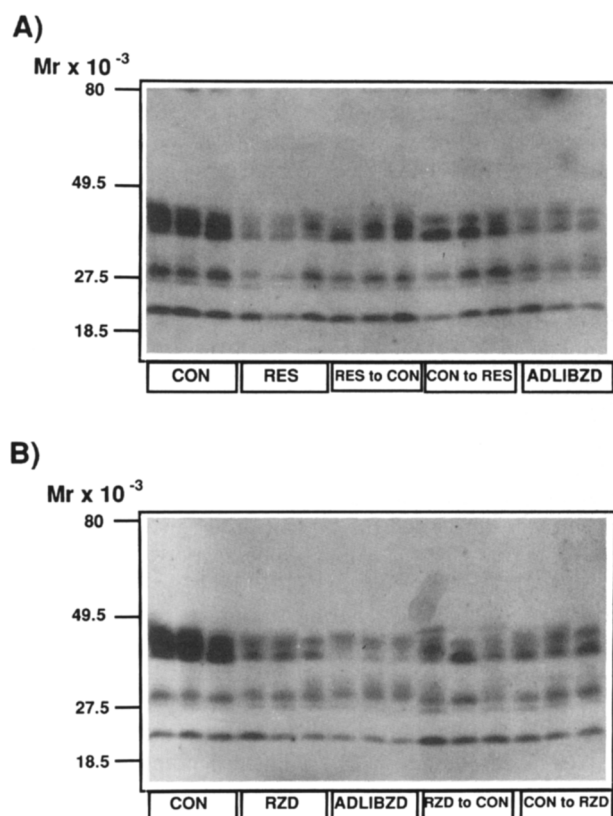 A)
Mr x 10 -3
80
49.5
27.5
18.5
CON RES RES to CON CON to RES ADLIBZD
B)
Mr x 10 -3
80
49.5
27.5
18.5
CON RZD ADLIBZD RZD to CON CON to RZD